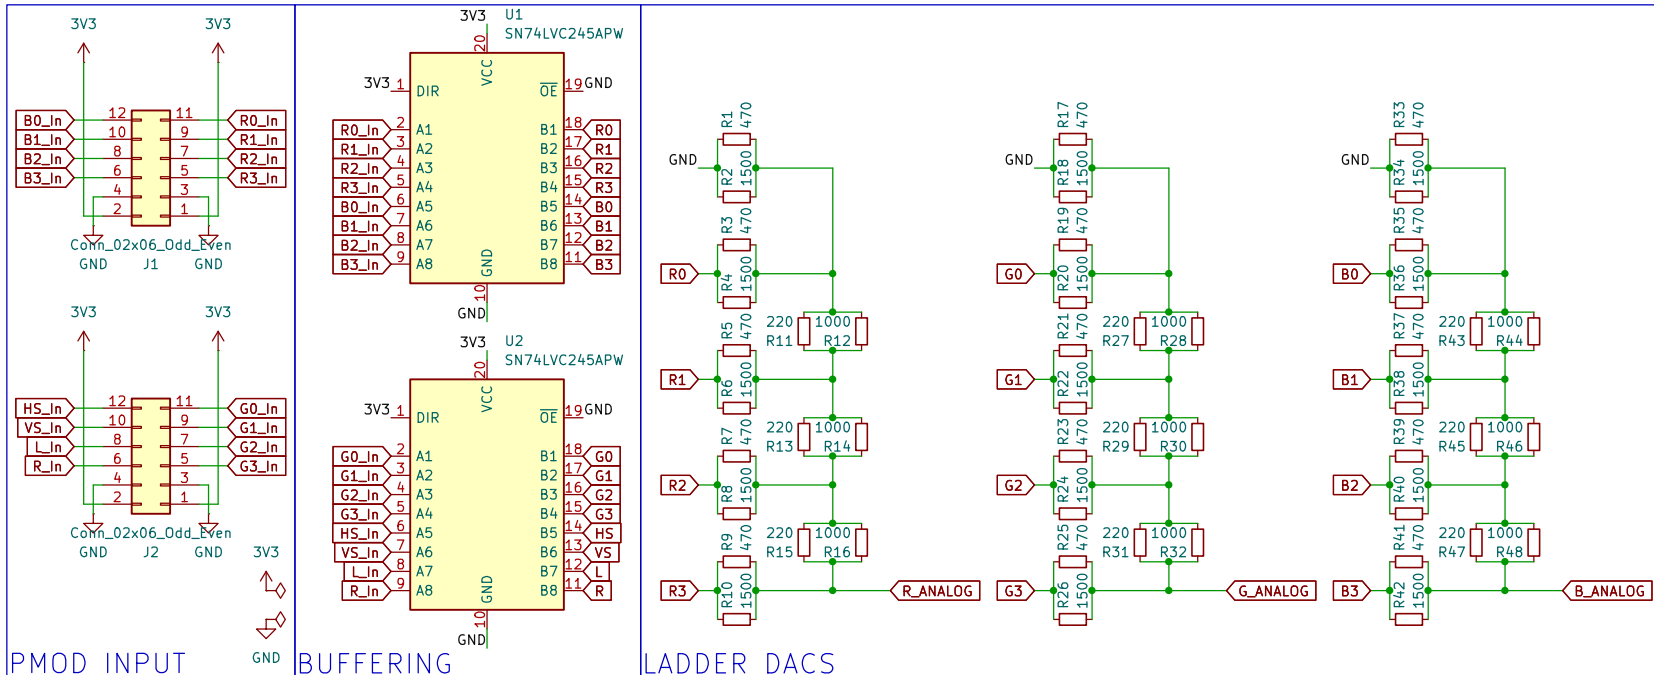 3V3 3V3
B0_In 12 11 R0_In
B1_In 10 9 R1_In
B2_In 8 7 R2_In
B3_In 6 5 R3_In
4 3
2 1
Conn_02x06_Odd_Even
GND J1 GND
3V3 3V3
HS_In 12 11 G0_In
VS_In 10 9 G1_In
L_In 8 7 G2_In
R_In 6 5 G3_In
4 3
2 1
Conn_02x06_Odd_Even
GND J2 GND
3V3
GND
PMOD INPUT
3V3 U1
SN74LVC245APW
20
VCC
3V3 1 DIR OE 19 GND
R0_In 2 A1 B1 18 R0
R1_In 3 A2 B2 17 R1
R2_In 4 A3 B3 16 R2
R3_In 5 A4 B4 15 R3
B0_In 6 A5 B5 14 B0
B1_In 7 A6 B6 13 B1
B2_In 8 A7 B7 12 B2
B3_In 9 A8 B8 11 B3
GND
10
GND
3V3 U2
SN74LVC245APW
20
VCC
3V3 1 DIR OE 19 GND
G0_In 2 A1 B1 18 G0
G1_In 3 A2 B2 17 G1
G2_In 4 A3 B3 16 G2
G3_In 5 A4 B4 15 G3
HS_In 6 A5 B5 14 HS
VS_In 7 A6 B6 13 VS
L_In 8 A7 B7 12 L
R_In 9 A8 B8 11 R
GND
10
GND
BUFFERING
R1 470
GND
R2 1500
R3 470
R0
R4 1500
220 1000
R11 R12
R5 470
R1
R6 1500
220 1000
R13 R14
R7 470
R2
R8 1500
220 1000
R15 R16
R9 470
R3 R_ANALOG
R10 1500
R17 470
GND
R18 1500
R19 470
G0
R20 1500
220 1000
R27 R28
R21 470
G1
R22 1500
220 1000
R29 R30
R23 470
G2
R24 1500
220 1000
R31 R32
R25 470
G3 G_ANALOG
R26 1500
R33 470
GND
R34 1500
R35 470
B0
R36 1500
220 1000
R43 R44
R37 470
B1
R38 1500
220 1000
R45 R46
R39 470
B2
R40 1500
220 1000
R47 R48
R41 470
B3 B_ANALOG
R42 1500
LADDER DACS